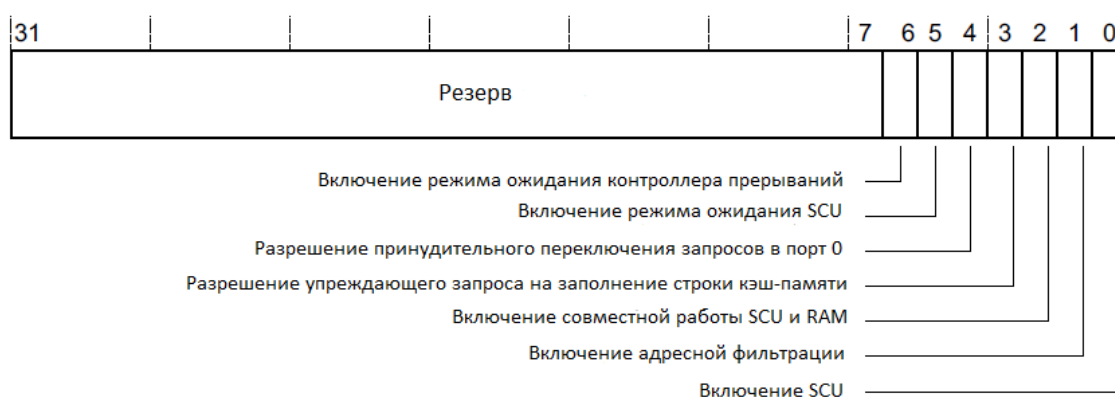 31 7 6 5 4 3 2 1 0
Резерв
Включение режима ожидания контроллера прерываний
Включение режима ожидания SCU
Разрешение принудительного переключения запросов в порт 0
Разрешение упреждающего запроса на заполнение строки кэш-памяти
Включение совместной работы SCU и RAM
Включение адресной фильтрации
Включение SCU